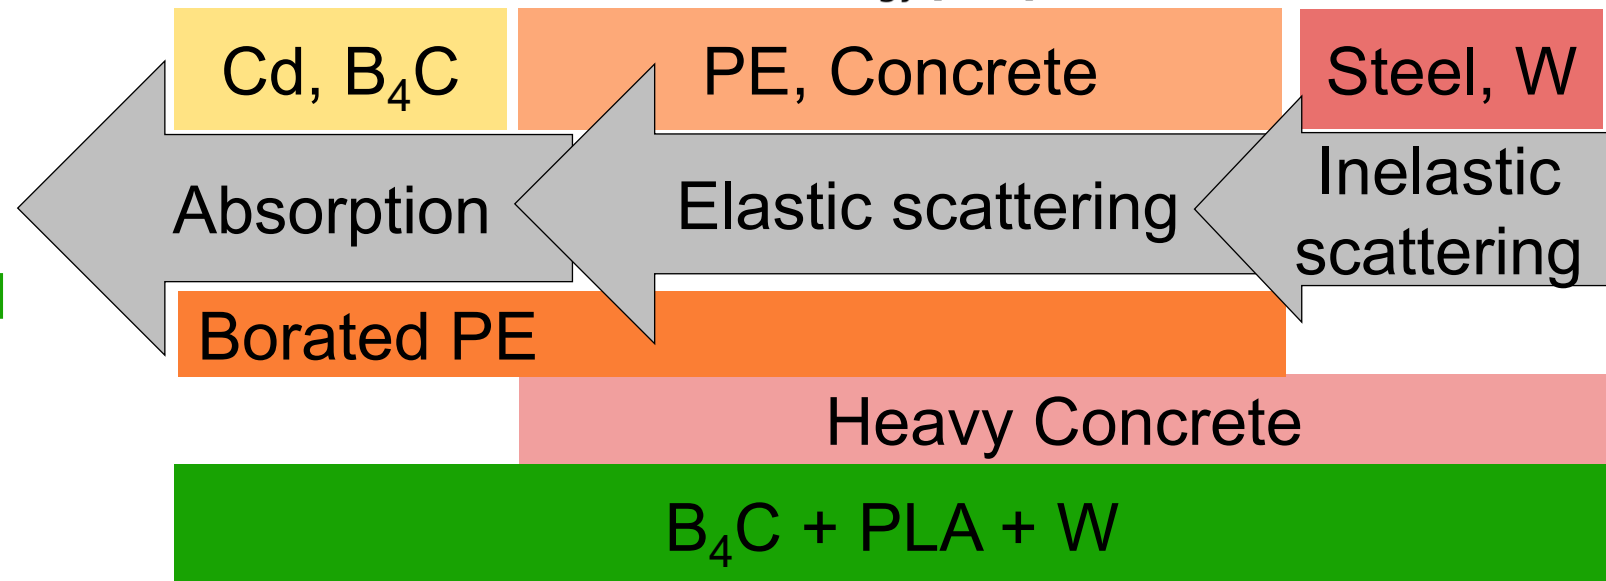 Cd, B₄C
PE, Concrete
Steel, W
Absorption
Elastic scattering
Inelastic
scattering
Borated PE
Heavy Concrete
B₄C + PLA + W